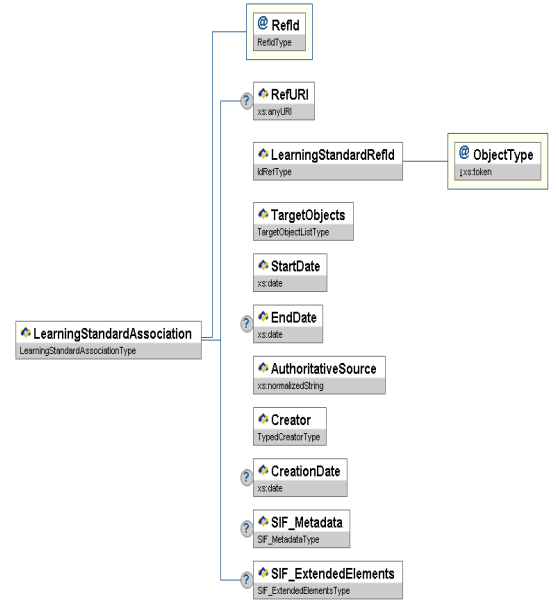 @ RefId
RefIdType
? RefURI
xs:anyURI
LearningStandardRefId
IdRefType
@ ObjectType
xs:token
TargetObjects
TargetObjectListType
StartDate
xs:date
? EndDate
xs:date
LearningStandardAssociation
LearningStandardAssociationType
AuthoritativeSource
xs:normalizedString
Creator
TypedCreatorType
? CreationDate
xs:date
? SIF_Metadata
SIF_MetadataType
? SIF_ExtendedElements
SIF_ExtendedElementsType